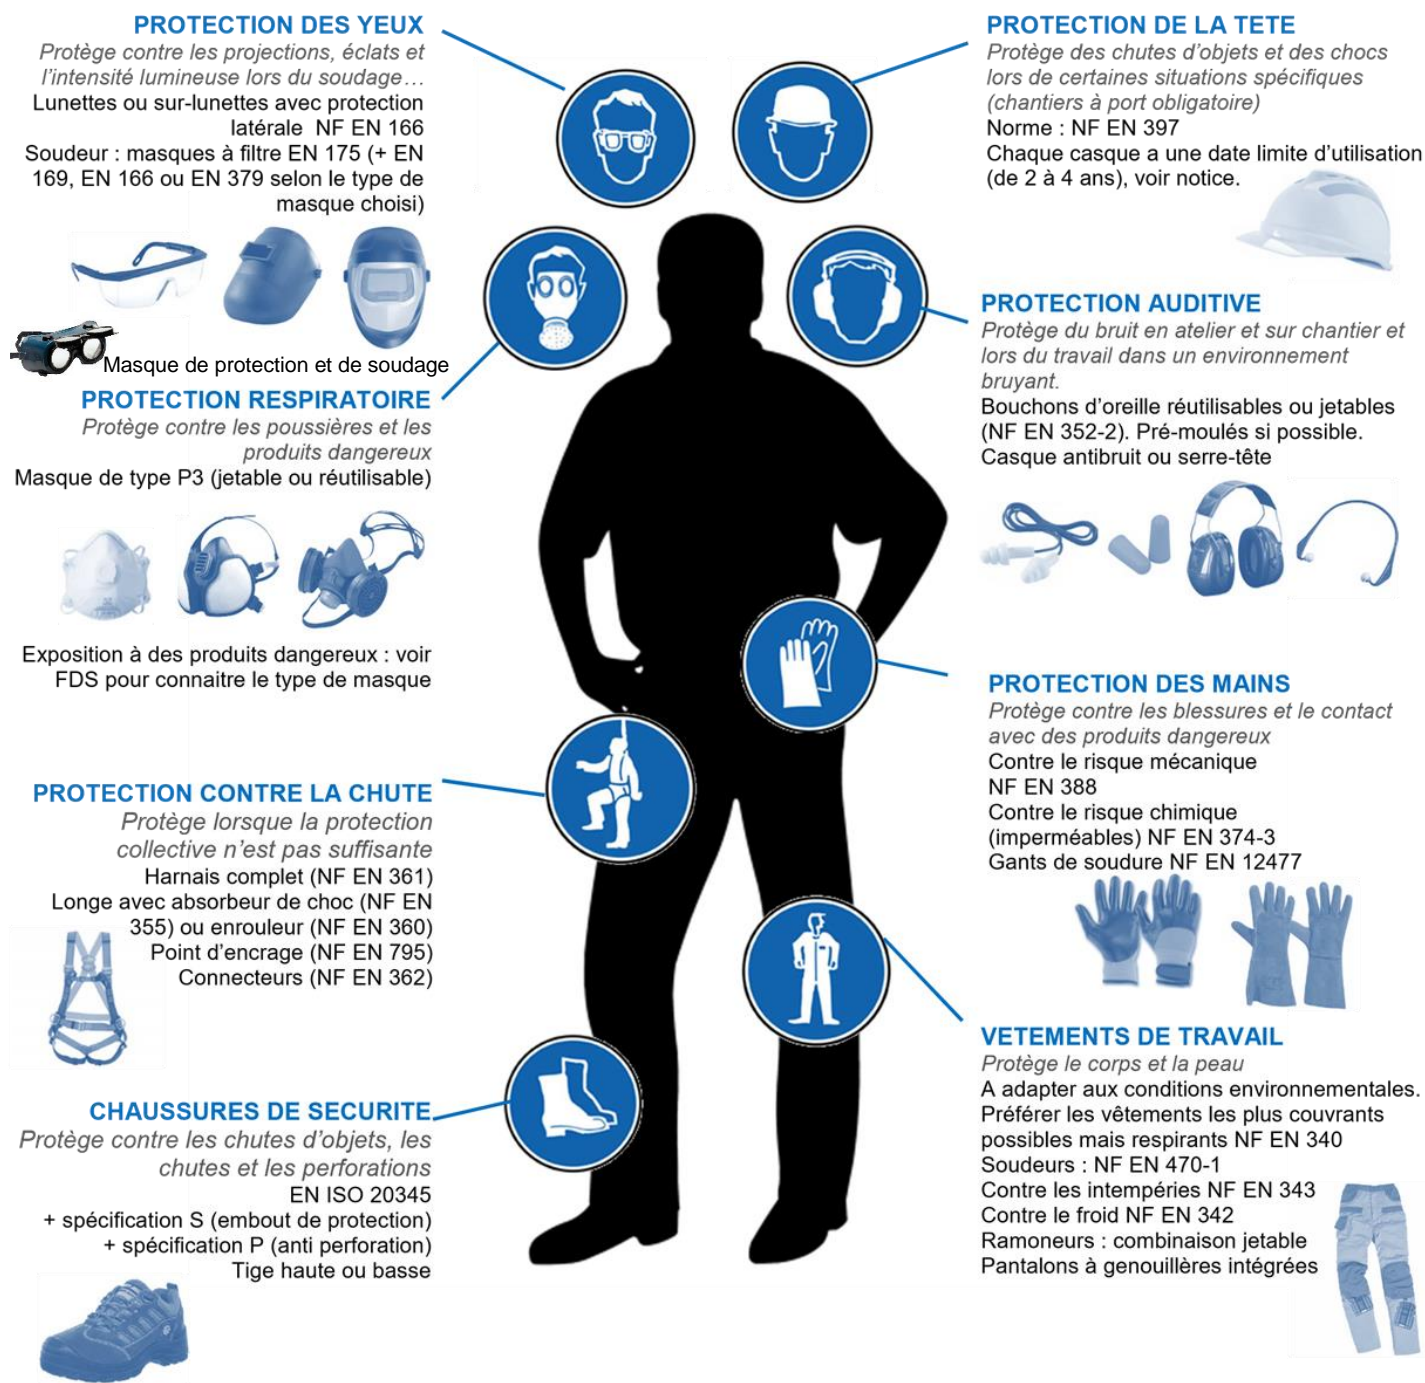 PROTECTION DES YEUX
Protège contre les projections, éclats et
l'intensité lumineuse lors du soudage…
Lunettes ou sur-lunettes avec protection
latérale NF EN 166
Soudeur : masques à filtre EN 175 (+ EN
169, EN 166 ou EN 379 selon le type de
masque choisi)
Masque de protection et de soudage
PROTECTION RESPIRATOIRE
Protège contre les poussières et les
produits dangereux
Masque de type P3 (jetable ou réutilisable)
Exposition à des produits dangereux : voir
FDS pour connaitre le type de masque
PROTECTION CONTRE LA CHUTE
Protège lorsque la protection
collective n'est pas suffisante
Harnais complet (NF EN 361)
Longe avec absorbeur de choc (NF EN
355) ou enrouleur (NF EN 360)
Point d'encrage (NF EN 795)
Connecteurs (NF EN 362)
CHAUSSURES DE SECURITE
Protège contre les chutes d'objets, les
chutes et les perforations
EN ISO 20345
+ spécification S (embout de protection)
+ spécification P (anti perforation)
Tige haute ou basse
PROTECTION DE LA TETE
Protège des chutes d'objets et des chocs
lors de certaines situations spécifiques
(chantiers à port obligatoire)
Norme : NF EN 397
Chaque casque a une date limite d'utilisation
(de 2 à 4 ans), voir notice.
PROTECTION AUDITIVE
Protège du bruit en atelier et sur chantier et
lors du travail dans un environnement
bruyant.
Bouchons d'oreille réutilisables ou jetables
(NF EN 352-2). Pré-moulés si possible.
Casque antibruit ou serre-tête
PROTECTION DES MAINS
Protège contre les blessures et le contact
avec des produits dangereux
Contre le risque mécanique
NF EN 388
Contre le risque chimique
(imperméables) NF EN 374-3
Gants de soudure NF EN 12477
VETEMENTS DE TRAVAIL
Protège le corps et la peau
A adapter aux conditions environnementales.
Préférer les vêtements les plus couvrants
possibles mais respirants NF EN 340
Soudeurs : NF EN 470-1
Contre les intempéries NF EN 343
Contre le froid NF EN 342
Ramoneurs : combinaison jetable
Pantalons à genouillères intégrées